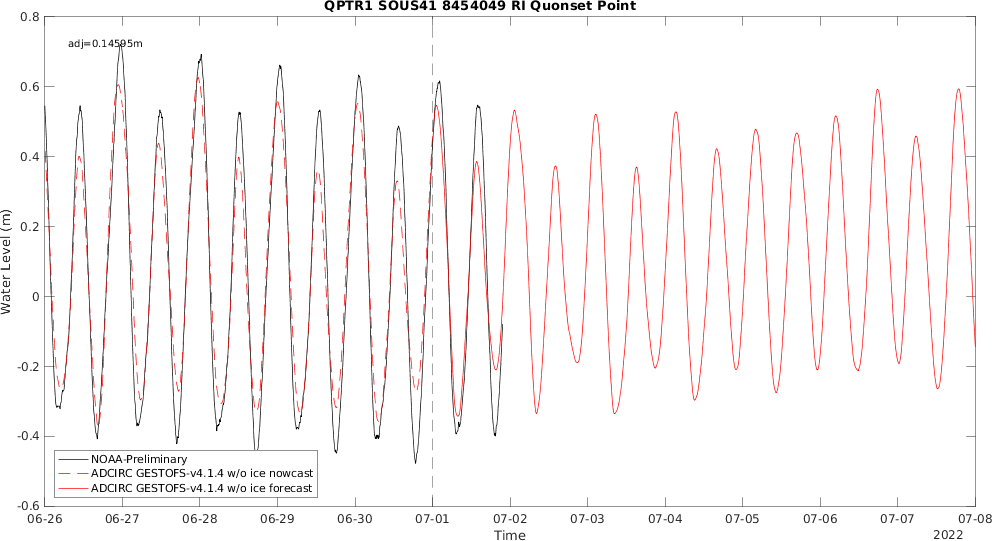 QPTR1 SOUS41 8454049 RI Quonset Point
adj=0.14595m
0.8
0.6
0.4
0.2
0
-0.2
-0.4
-0.6
Water Level (m)
NOAA-Preliminary
ADCIRC GESTOFS-v4.1.4 w/o ice nowcast
ADCIRC GESTOFS-v4.1.4 w/o ice forecast
06-26 06-27 06-28 06-29 06-30 07-01 07-02 07-03 07-04 07-05 07-06 07-07 07-08
Time
2022